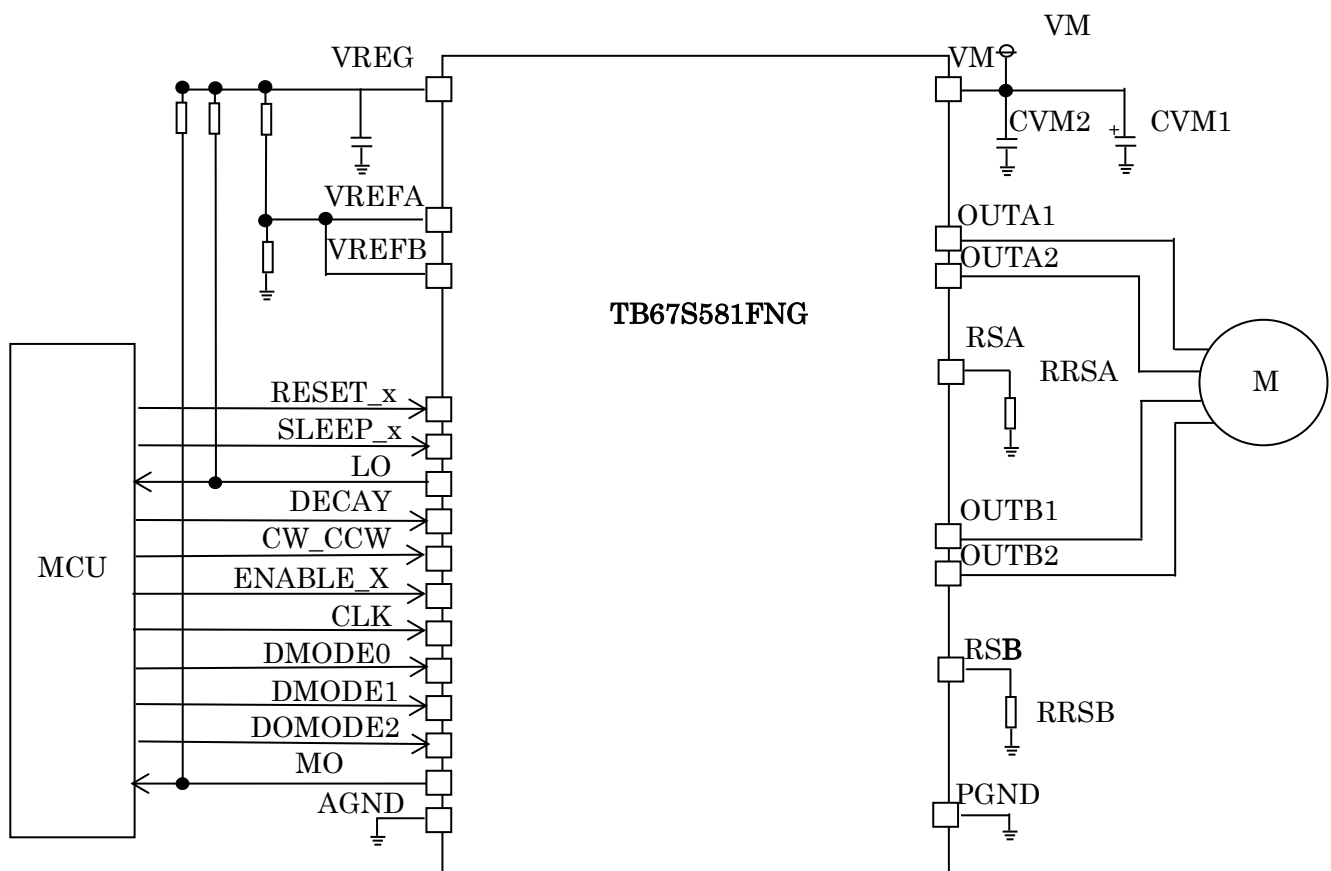 VM
VREG
VM
CVM2
+
CVM1
VREFA
OUTA1
VREFB
OUTA2
TB67S581FNG
RSA
RRSA
M
RESET_x
SLEEP_x
LO
DECAY
OUTB1
CW_CCW
OUTB2
MCU
ENABLE_X
CLK
DMODE0
RSB
DMODE1
RRSB
DOMODE2
MO
AGND
PGND